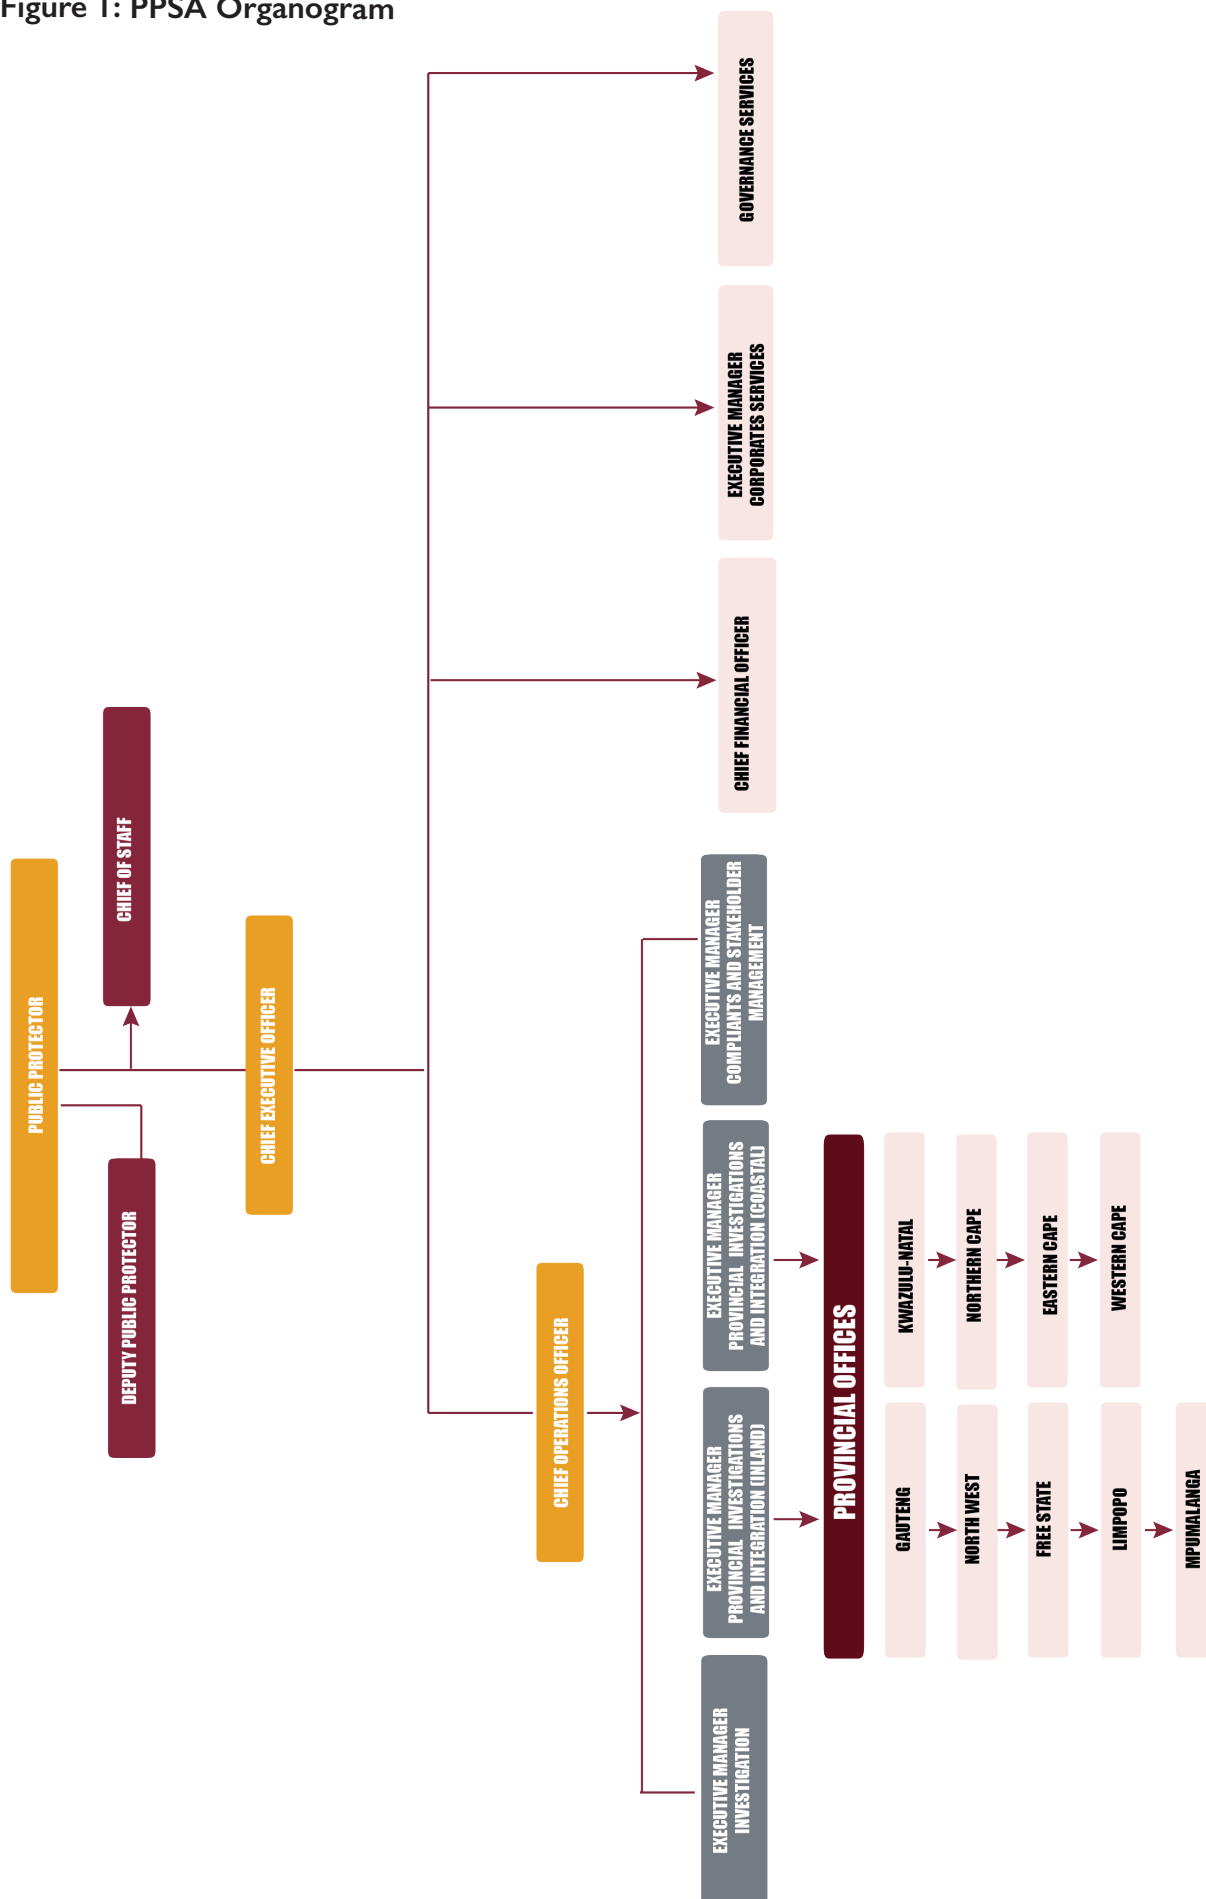 Figure 1: PPSA Organogram
PUBLIC PROTECTOR
DEPUTY PUBLIC PROTECTOR
CHIEF OF STAFF
CHIEF EXECUTIVE OFFICER
CHIEF OPERATIONS OFFICER
EXECUTIVE MANAGER
INVESTIGATION
EXECUTIVE MANAGER
PROVINCIAL INVESTIGATIONS
AND INTEGRATION (INLAND)
EXECUTIVE MANAGER
PROVINCIAL INVESTIGATIONS
AND INTEGRATION (COASTAL)
EXECUTIVE MANAGER
COMPLIANTS AND STAKEHOLDER
MANAGEMENT
CHIEF FINANCIAL OFFICER
EXECUTIVE MANAGER
CORPORATES SERVICES
GOVERNANCE SERVICES
PROVINCIAL OFFICES
GAUTENG
NORTH WEST
FREE STATE
LIMPOPO
MPUMALANGA
KWAZULU-NATAL
NORTHERN CAPE
EASTERN CAPE
WESTERN CAPE